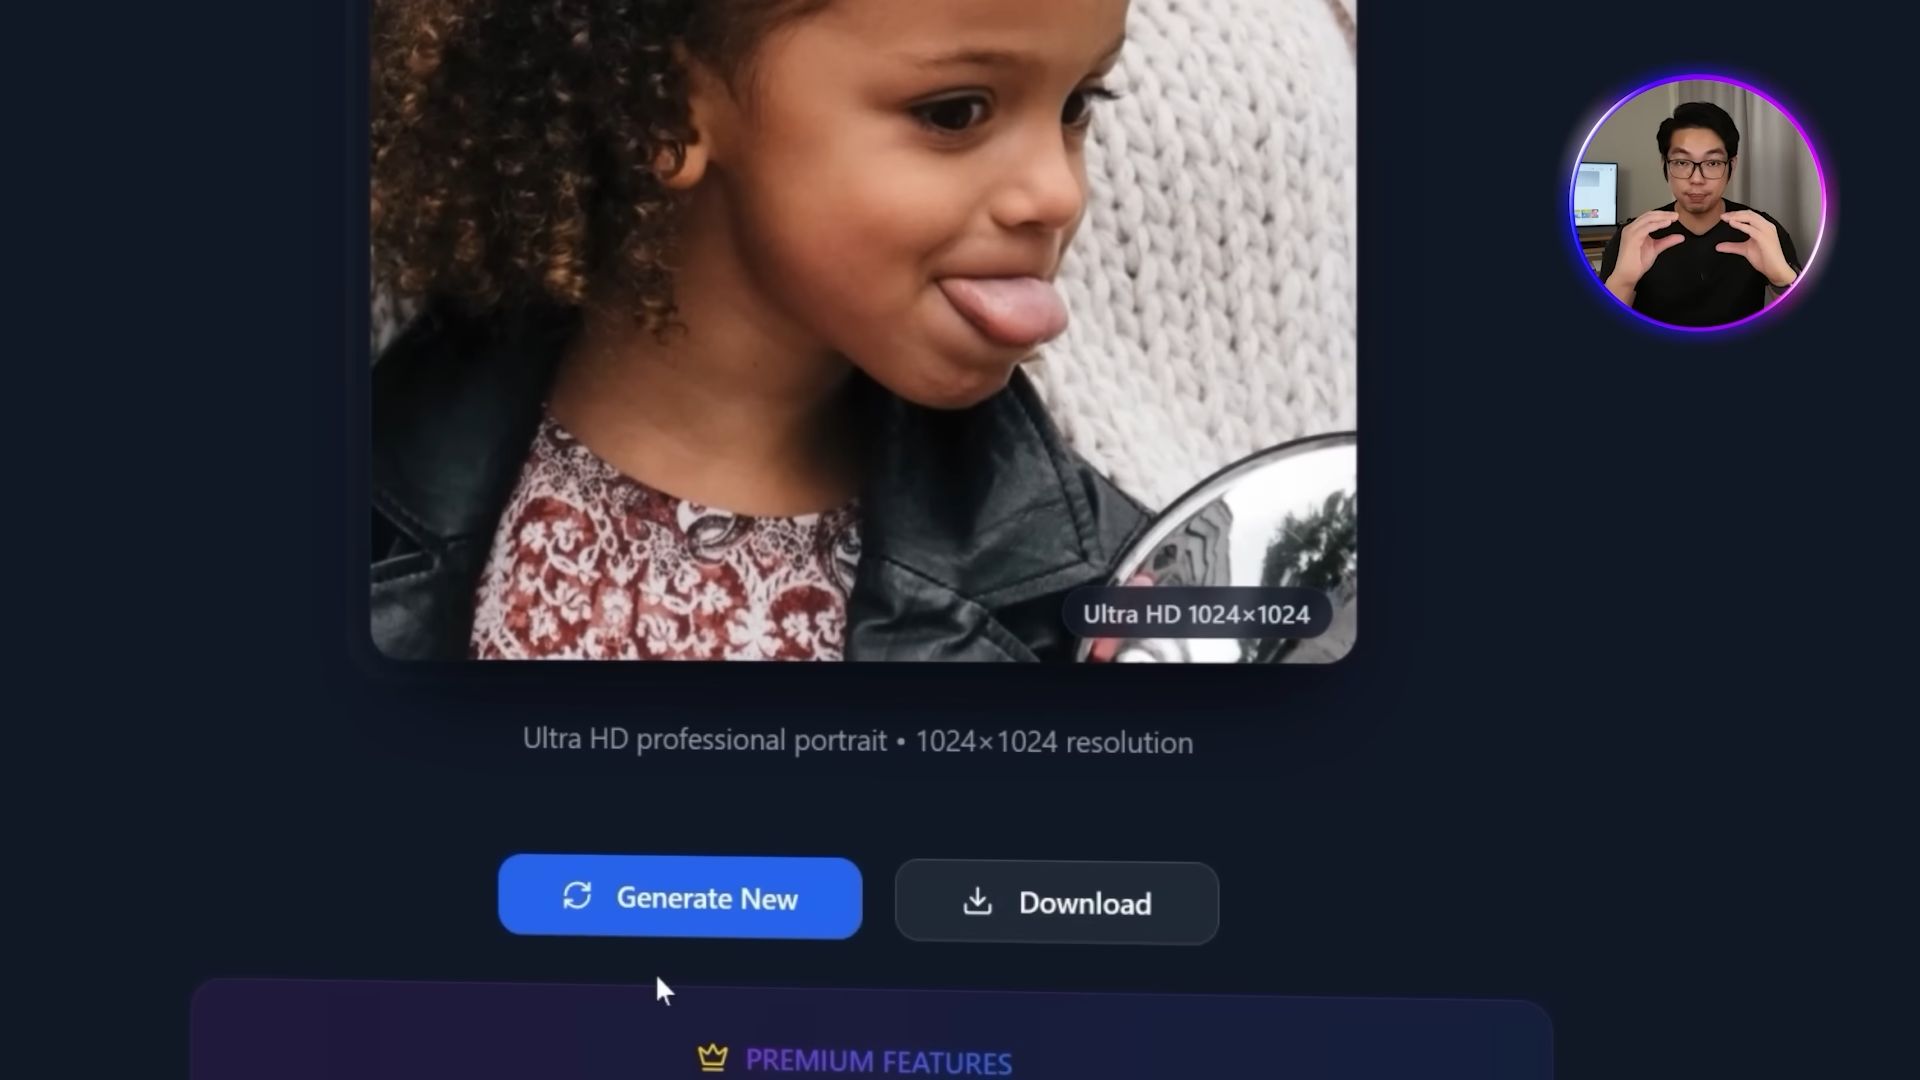 Ultra HD 1024×1024
Ultra HD professional portrait • 1024×1024 resolution
Generate New
Download
PREMIUM FEATURES